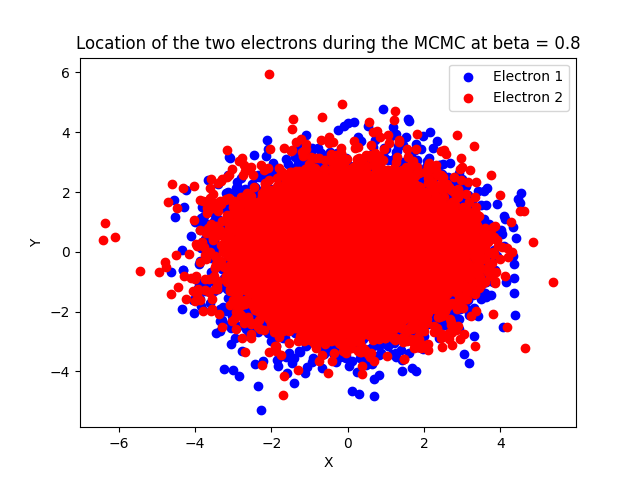 Location of the two electrons during the MCMC at beta = 0.8
Electron 1
Electron 2
6
4
2
0
−2
−4
Y
−6
−4
−2
0
2
4
X